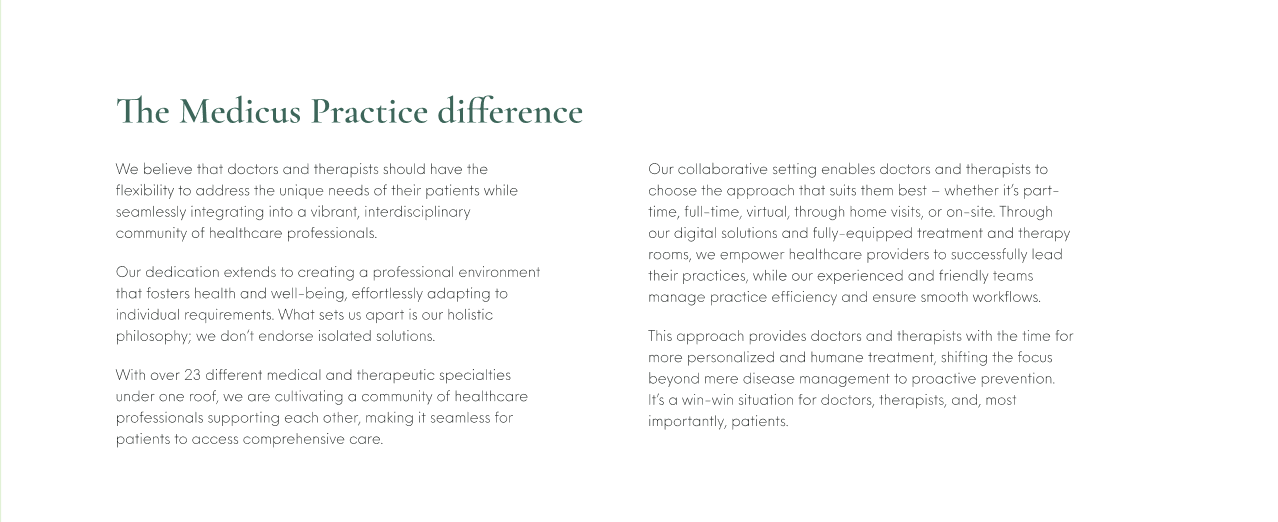 The Medicus Practice difference
We believe that doctors and therapists should have the
flexibility to address the unique needs of their patients while
seamlessly integrating into a vibrant, interdisciplinary
community of healthcare professionals.
Our dedication extends to creating a professional environment
that fosters health and well-being, effortlessly adapting to
individual requirements. What sets us apart is our holistic
philosophy; we don’t endorse isolated solutions.
With over 23 different medical and therapeutic specialties
under one roof, we are cultivating a community of healthcare
professionals supporting each other, making it seamless for
patients to access comprehensive care.
Our collaborative setting enables doctors and therapists to
choose the approach that suits them best – whether it’s part-
time, full-time, virtual, through home visits, or on-site. Through
our digital solutions and fully-equipped treatment and therapy
rooms, we empower healthcare providers to successfully lead
their practices, while our experienced and friendly teams
manage practice efficiency and ensure smooth workflows.
This approach provides doctors and therapists with the time for
more personalized and humane treatment, shifting the focus
beyond mere disease management to proactive prevention.
It’s a win-win situation for doctors, therapists, and, most
importantly, patients.